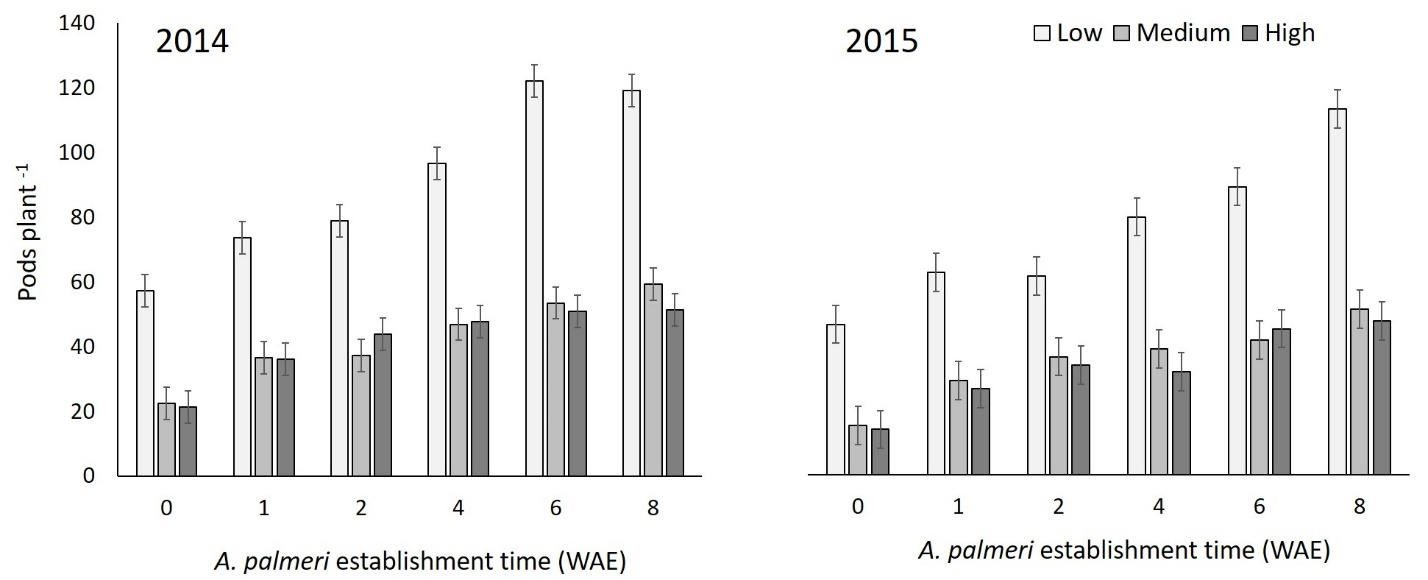 2014
140
120
100
80
60
40
20
0
Pods plant -1
0 1 2 4 6 8
A. palmeri establishment time (WAE)
2015
Low Medium High
0 1 2 4 6 8
A. palmeri establishment time (WAE)